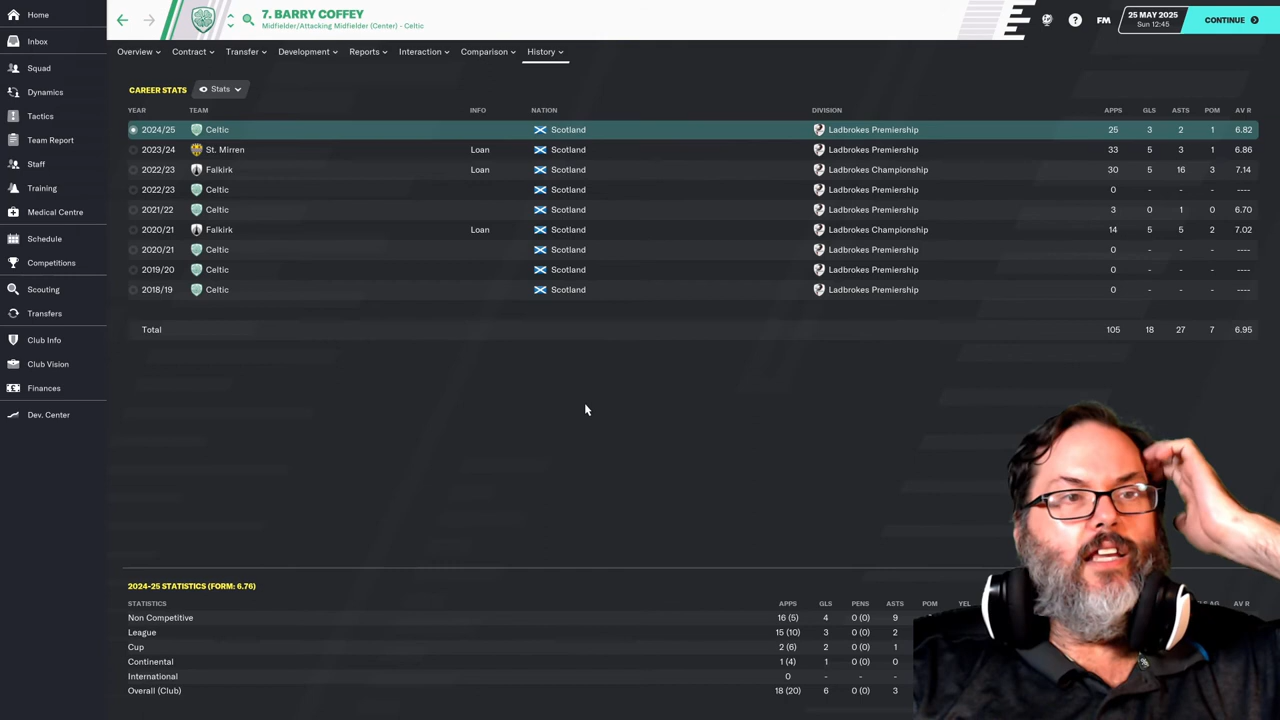 Home
Inbox
Squad
Dynamics
Tactics
Team Report
Staff
Training
Medical Centre
Schedule
Competitions
Scouting
Transfers
Club Info
Club Vision
Finances
Dev. Center
7. BARRY COFFEY
Midfielder/Attacking Midfielder (Center) - Celtic
? FM
25 MAY 2025
Sun 12:45
CONTINUE
Overview Contract Transfer Development Reports Interaction Comparison History
CAREER STATS Stats
YEAR TEAM INFO NATION DIVISION APPS GLS ASTS POM AV R
2024/25 Celtic Scotland Ladbrokes Premiership 25 3 2 1 6.82
2023/24 St. Mirren Loan Scotland Ladbrokes Premiership 33 5 3 1 6.86
2022/23 Falkirk Loan Scotland Ladbrokes Championship 30 5 16 3 7.14
2022/23 Celtic Scotland Ladbrokes Premiership 0 - - - ----
2021/22 Celtic Scotland Ladbrokes Premiership 3 0 1 0 6.70
2020/21 Falkirk Loan Scotland Ladbrokes Championship 14 5 5 2 7.02
2020/21 Celtic Scotland Ladbrokes Premiership 0 - - - ----
2019/20 Celtic Scotland Ladbrokes Premiership 0 - - - ----
2018/19 Celtic Scotland Ladbrokes Premiership 0 - - - ----
Total 105 18 27 7 6.95
2024-25 STATISTICS (FORM: 6.76)
STATISTICS APPS GLS PENS ASTS POM YEL AV R
Non Competitive 16 (5) 4 0 (0) 9
League 15 (10) 3 0 (0) 2
Cup 2 (6) 2 0 (0) 1
Continental 1 (4) 1 0 (0) 0
International 0 - - -
Overall (Club) 18 (20) 6 0 (0) 3